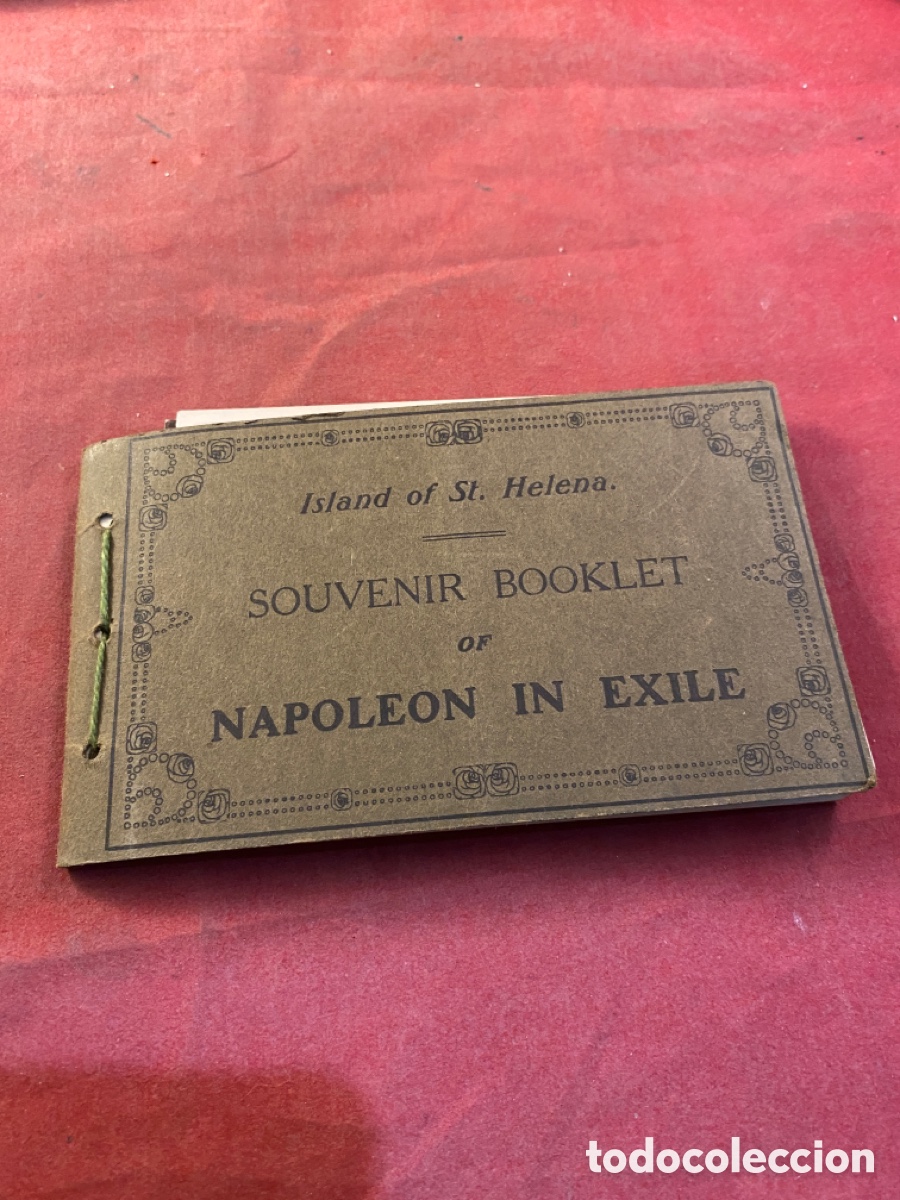 Island of St. Helena.
SOUVENIR BOOKLET
OF
NAPOLEON IN EXILE
todocoleccion